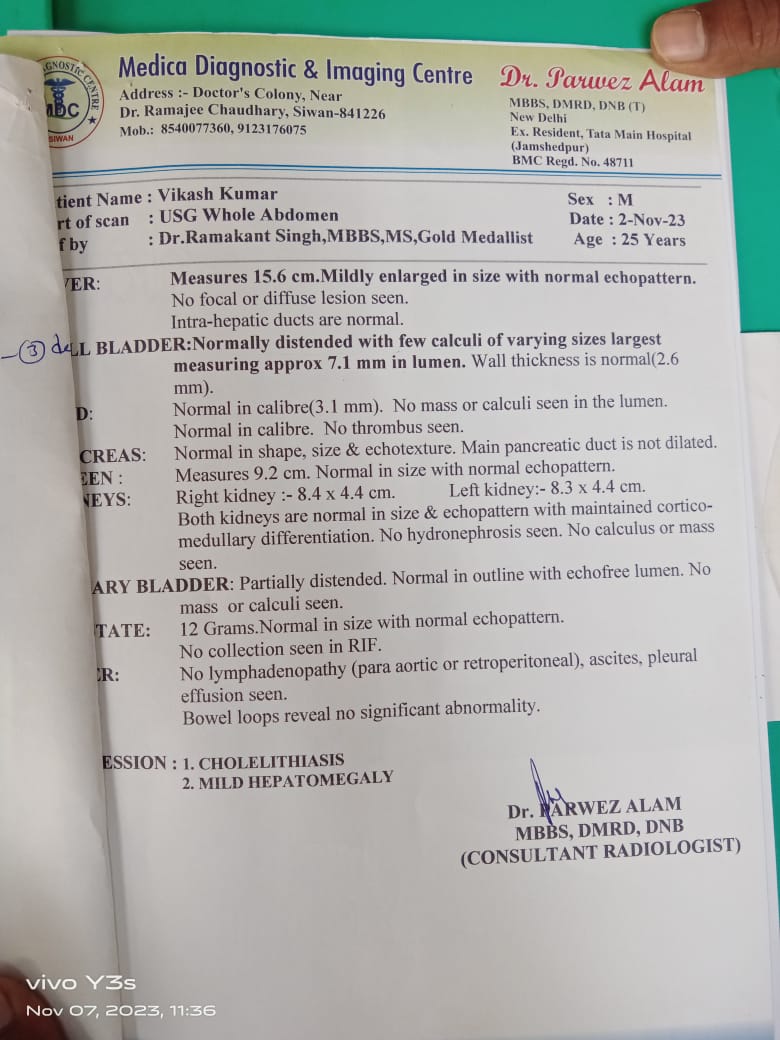 GNOSTIC CENTRE
MDC
SIWAN
Medica Diagnostic & Imaging Centre
Address :- Doctor's Colony, Near
Dr. Ramajee Chaudhary, Siwan-841226
Mob.: 8540077360, 9123176075
Dr. Parwez Alam
MBBS, DMRD, DNB (T)
New Delhi
Ex. Resident, Tata Main Hospital
(Jamshedpur)
BMC Regd. No. 48711
tient Name : Vikash Kumar
Sex : M
rt of scan : USG Whole Abdomen
Date : 2-Nov-23
f by : Dr.Ramakant Singh,MBBS,MS,Gold Medallist
Age : 25 Years
ER: Measures 15.6 cm.Mildly enlarged in size with normal echopattern.
No focal or diffuse lesion seen.
Intra-hepatic ducts are normal.
3
LL BLADDER:Normally distended with few calculi of varying sizes largest
measuring approx 7.1 mm in lumen. Wall thickness is normal(2.6
mm).
D: Normal in calibre(3.1 mm). No mass or calculi seen in the lumen.
Normal in calibre. No thrombus seen.
CREAS: Normal in shape, size & echotexture. Main pancreatic duct is not dilated.
EEN : Measures 9.2 cm. Normal in size with normal echopattern.
NEYS: Right kidney :- 8.4 x 4.4 cm. Left kidney:- 8.3 x 4.4 cm.
Both kidneys are normal in size & echopattern with maintained cortico-
medullary differentiation. No hydronephrosis seen. No calculus or mass
seen.
ARY BLADDER: Partially distended. Normal in outline with echofree lumen. No
mass or calculi seen.
TATE: 12 Grams.Normal in size with normal echopattern.
No collection seen in RIF.
R: No lymphadenopathy (para aortic or retroperitoneal), ascites, pleural
effusion seen.
Bowel loops reveal no significant abnormality.
ESSION : 1. CHOLELITHIASIS
2. MILD HEPATOMEGALY
Dr. PARWEZ ALAM
MBBS, DMRD, DNB
(CONSULTANT RADIOLOGIST)
vivo Y3s
Nov 07, 2023, 11:36